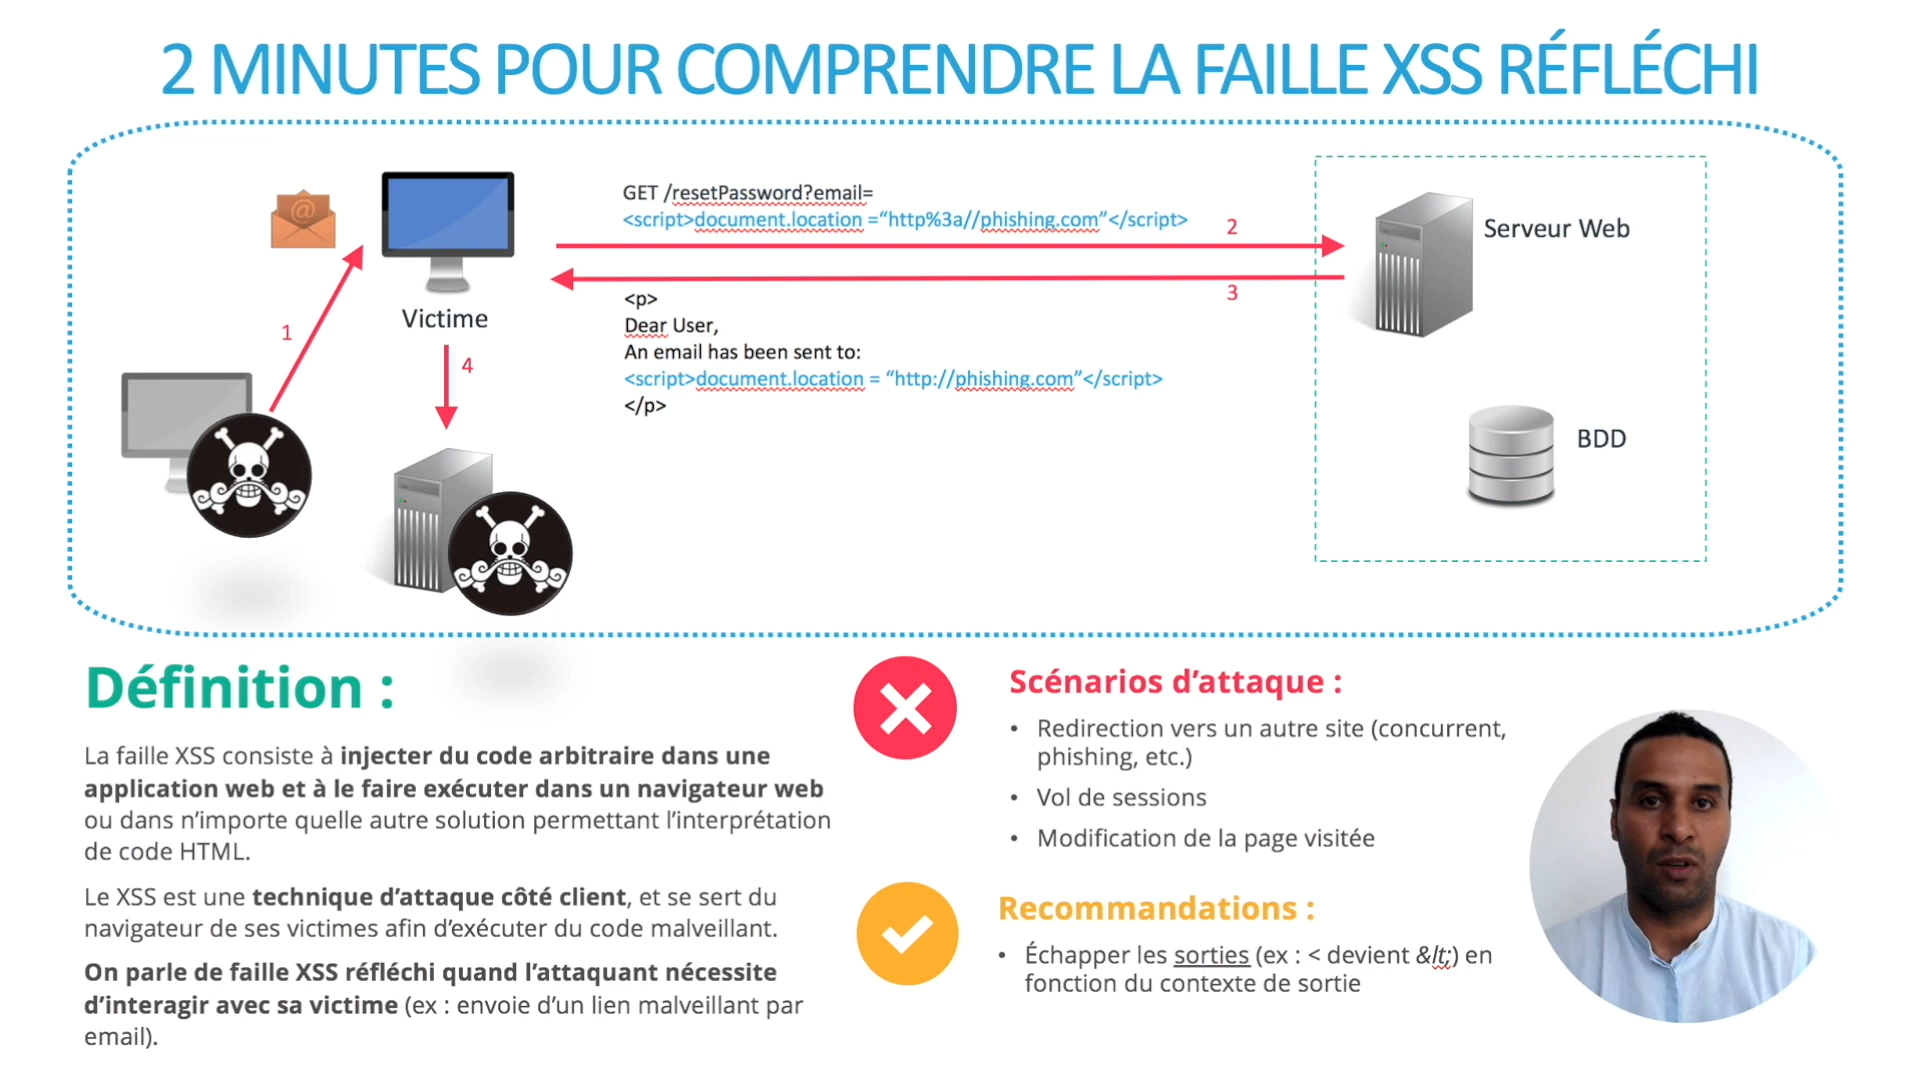 2 MINUTES POUR COMPRENDRE LA FAILLE XSS RÉFLÉCHI
GET /resetPassword?email=
<script>document.location =“http%3a//phishing.com”</script>
2
Serveur Web
3
<p>
Dear User,
An email has been sent to:
<script>document.location = “http://phishing.com”</script>
</p>
Victime
1
4
BDD
Définition :
La faille XSS consiste à injecter du code arbitraire dans une
application web et à le faire exécuter dans un navigateur web
ou dans n’importe quelle autre solution permettant l’interprétation
de code HTML.
Le XSS est une technique d’attaque côté client, et se sert du
navigateur de ses victimes afin d’exécuter du code malveillant.
On parle de faille XSS réfléchi quand l’attaquant nécessite
d’interagir avec sa victime (ex : envoie d’un lien malveillant par
email).
Scénarios d’attaque :
• Redirection vers un autre site (concurrent,
phishing, etc.)
• Vol de sessions
• Modification de la page visitée
Recommandations :
• Échapper les sorties (ex : < devient &lt;) en
fonction du contexte de sortie